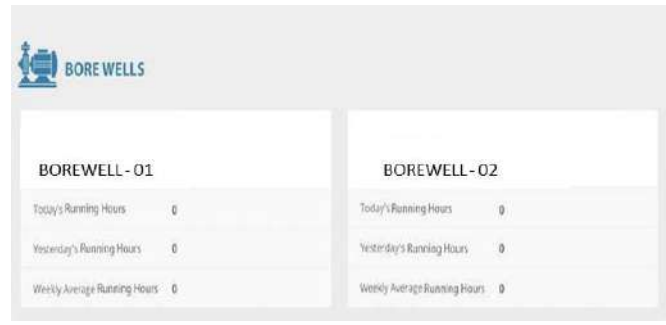 BORE WELLS
BOREWELL - 01
Today's Running Hours 0
Yesterday's Running Hours 0
Weekly Average Running Hours 0
BOREWELL - 02
Today's Running Hours 0
Yesterday's Running Hours 0
Weekly Average Running Hours 0